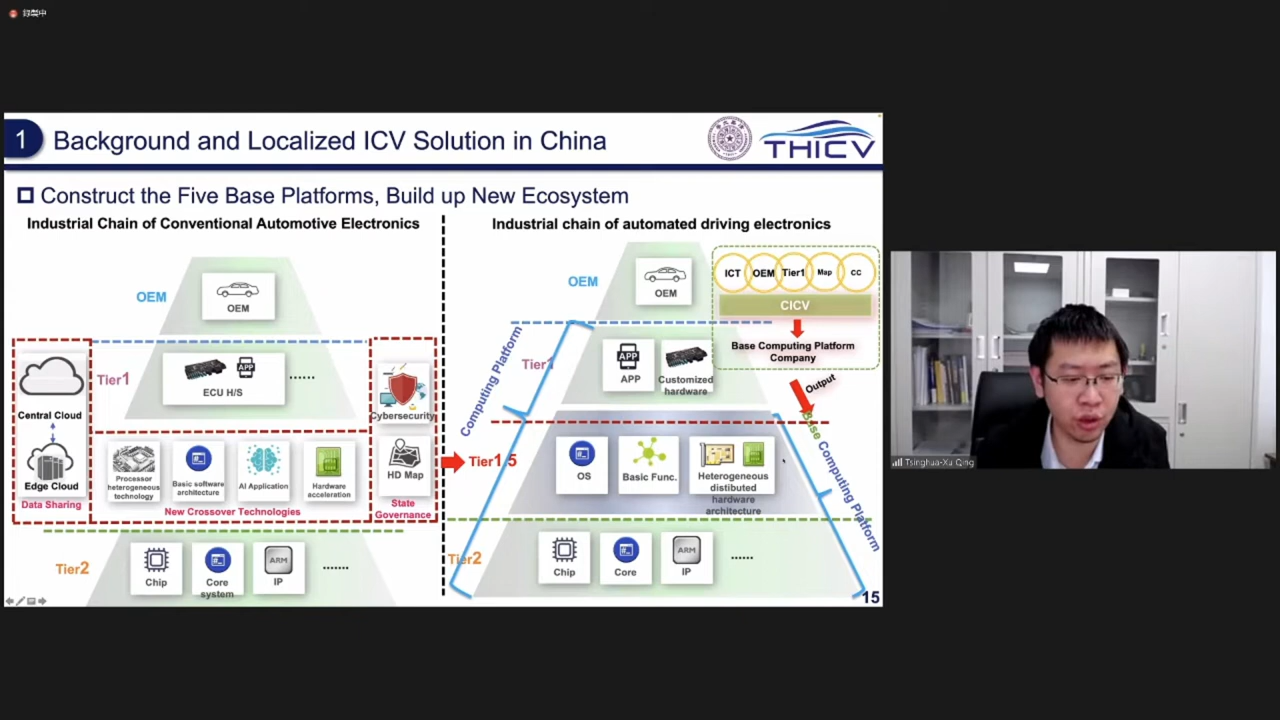 錄製中
1
Background and Localized ICV Solution in China
THICV
Construct the Five Base Platforms, Build up New Ecosystem
Industrial Chain of Conventional Automotive Electronics
OEM
OEM
Tier1
APP
ECU H/S
......
Central Cloud
Edge Cloud
Data Sharing
Processor
heterogeneous
technology
Basic software
architecture
AI Application
Hardware
acceleration
New Crossover Technologies
Cybersecurity
HD Map
State
Governance
Tier2
Chip
Core
system
ARM
IP
.......
Industrial chain of automated driving electronics
OEM
OEM
ICT
OEM
Tier1
Map
CC
CICV
Base Computing Platform
Company
Output
Computing Platform
Tier1
APP
APP
Customized
hardware
Tier1.5
OS
Basic Func.
Heterogeneous
distibuted
hardware
architecture
Base Computing Platform
Tier2
Chip
Core
ARM
IP
......
15
Tsinghua-Xu Qing